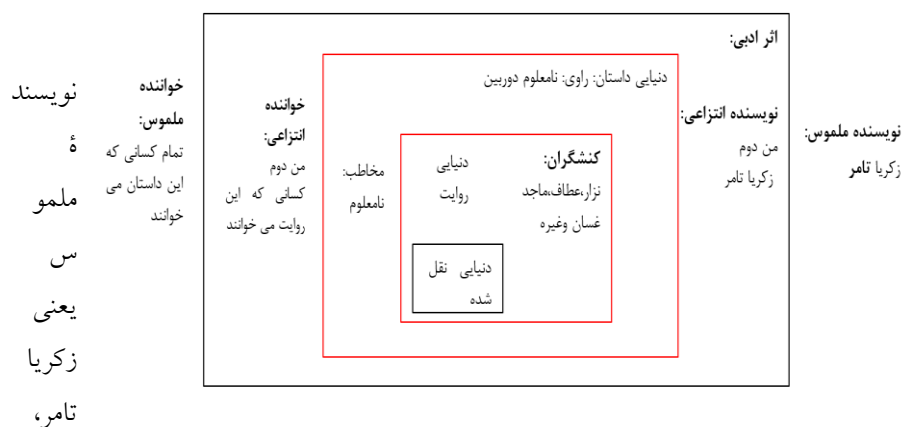 اثر ادبی:
دنیایی داستان: راوی: نامعلوم دوربین
نویسنده ملموس:
زکریا تامر
نویسنده انتزاعی:
من دوم
زکریا تامر
کنشگران:
نزار،عطاف،ماجد
غسان وغیره
دنیایی
روایت
دنیایی نقل
شده
مخاطب:
نامعلوم
خواننده
انتزاعی:
من دوم
کسانی که این
روایت می خوانند
خواننده
ملموس:
تمام کسانی که
این داستان می
خوانند
نویسند
ۀ
ملمو
س
یعنی
زکریا
تامر،